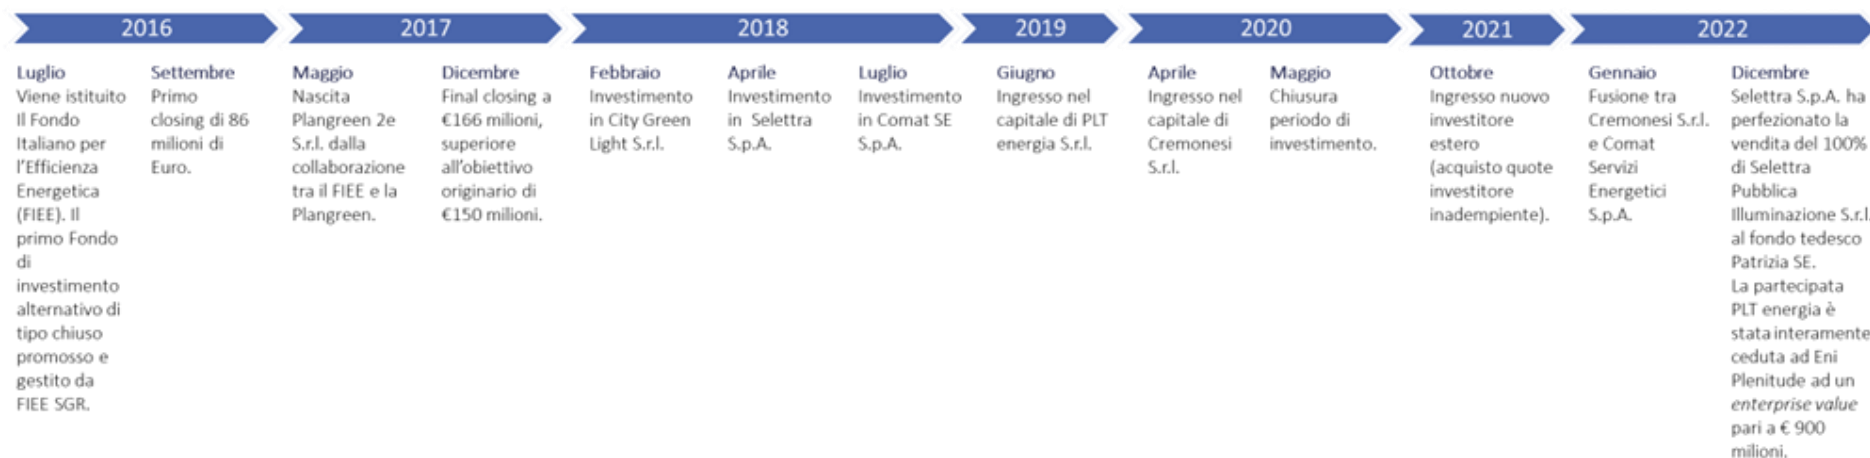 2016
2017
2018
2019
2020
2021
2022
Luglio
Viene istituito
Il Fondo
Italiano per
l'Efficienza
Energetica
(FIEE). Il
primo Fondo
di
investimento
alternativo di
tipo chiuso
promosso e
gestito da
FIEE SGR.
Settembre
Primo
closing di 86
milioni di
Euro.
Maggio
Nascita
Plangreen 2e
S.r.l. dalla
collaborazione
tra il FIEE e la
Plangreen.
Dicembre
Final closing a
€166 milioni,
superiore
all'obiettivo
originario di
€150 milioni.
Febbraio
Investimento
in City Green
Light S.r.l.
Aprile
Investimento
in Selettra
S.p.A.
Luglio
Investimento
in Comat SE
S.p.A.
Giugno
Ingresso nel
capitale di PLT
energia S.r.l.
Aprile
Ingresso nel
capitale di
Cremonesi
S.r.l.
Maggio
Chiusura
periodo di
investimento.
Ottobre
Ingresso nuovo
investitore
estero
(acquisto quote
investitore
inadempiente).
Gennaio
Fusione tra
Cremonesi S.r.l.
e Comat
Servizi
Energetici
S.p.A.
Dicembre
Selettra S.p.A. ha
perfezionato la
vendita del 100%
di Selettra
Pubblica
Illuminazione S.r.l.
al fondo tedesco
Patrizia SE.
La partecipata
PLT energia è
stata interamente
ceduta ad Eni
Plenitude ad un
enterprise value
pari a € 900
milioni.